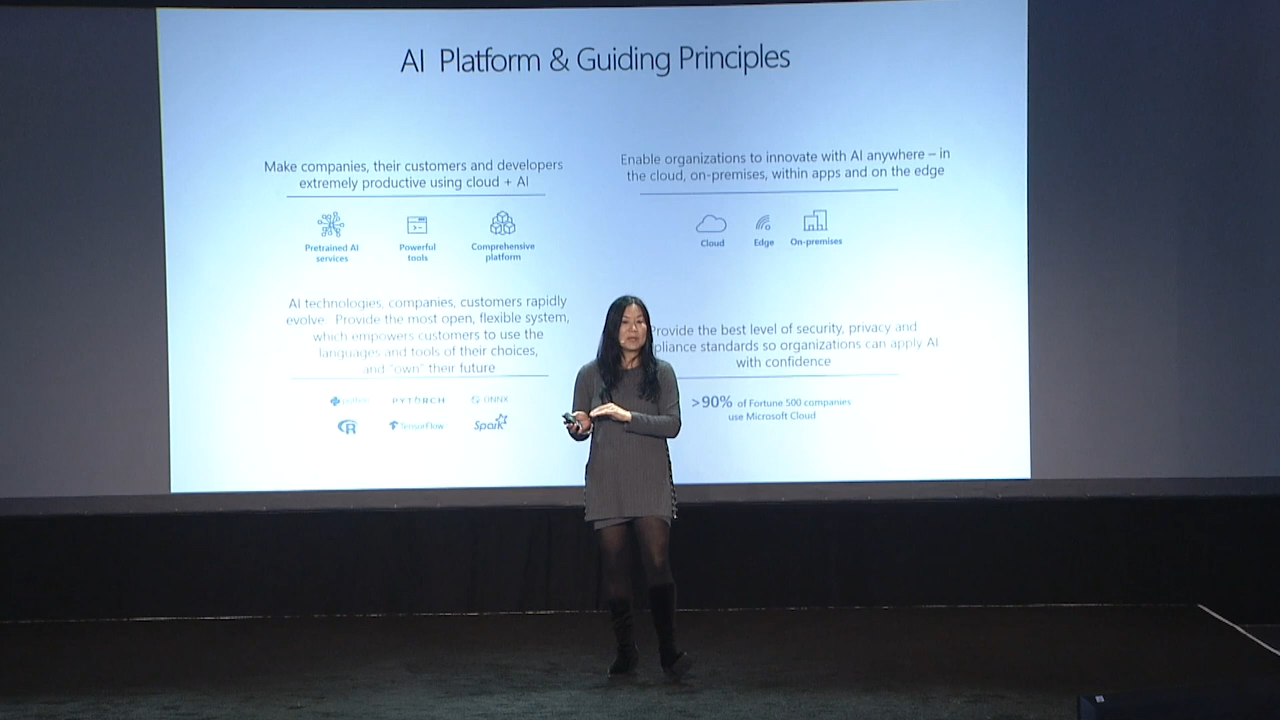 AI Platform & Guiding Principles
Make companies, their customers and developers
extremely productive using cloud + AI
Pretrained AI
services
Powerful
tools
Comprehensive
platform
Enable organizations to innovate with AI anywhere – in
the cloud, on-premises, within apps and on the edge
Cloud
Edge
On-premises
AI technologies, companies, customers rapidly
evolve. Provide the most open, flexible system,
which empowers customers to use the
languages and tools of their choices,
and "own" their future
python
PYTORCH
ONNX
R
TensorFlow
Spark
Provide the best level of security, privacy and
pliance standards so organizations can apply AI
with confidence
>90% of Fortune 500 companies
use Microsoft Cloud